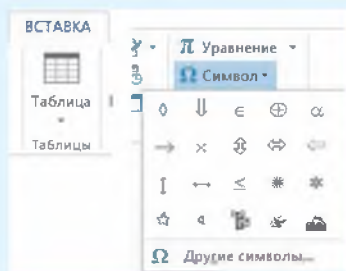 ВСТАВКА
π Уравнение
Ω Символ
Таблица
Таблицы
◊ ⇓ ∈ ⊕ α
→ × ⇕ ⇔ ⇦
↔ ≤ ✺ ✲
Ω Другие символы...